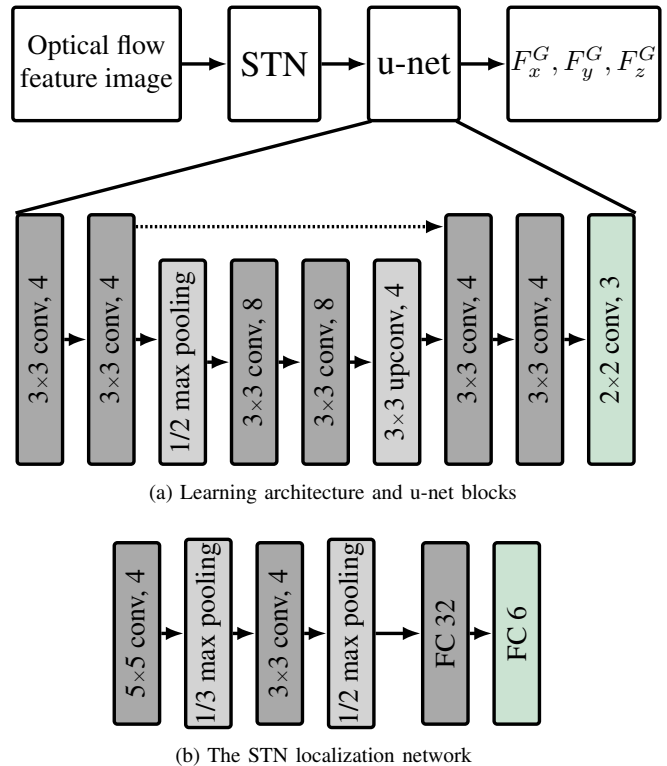 Optical flow
feature image
STN
u-net
F_x^G, F_y^G, F_z^G
3×3 conv, 4
3×3 conv, 4
1/2 max pooling
3×3 conv, 8
3×3 conv, 8
3×3 upconv, 4
3×3 conv, 4
3×3 conv, 4
2×2 conv, 3
(a) Learning architecture and u-net blocks
5×5 conv, 4
1/3 max pooling
3×3 conv, 4
1/2 max pooling
FC 32
FC 6
(b) The STN localization network